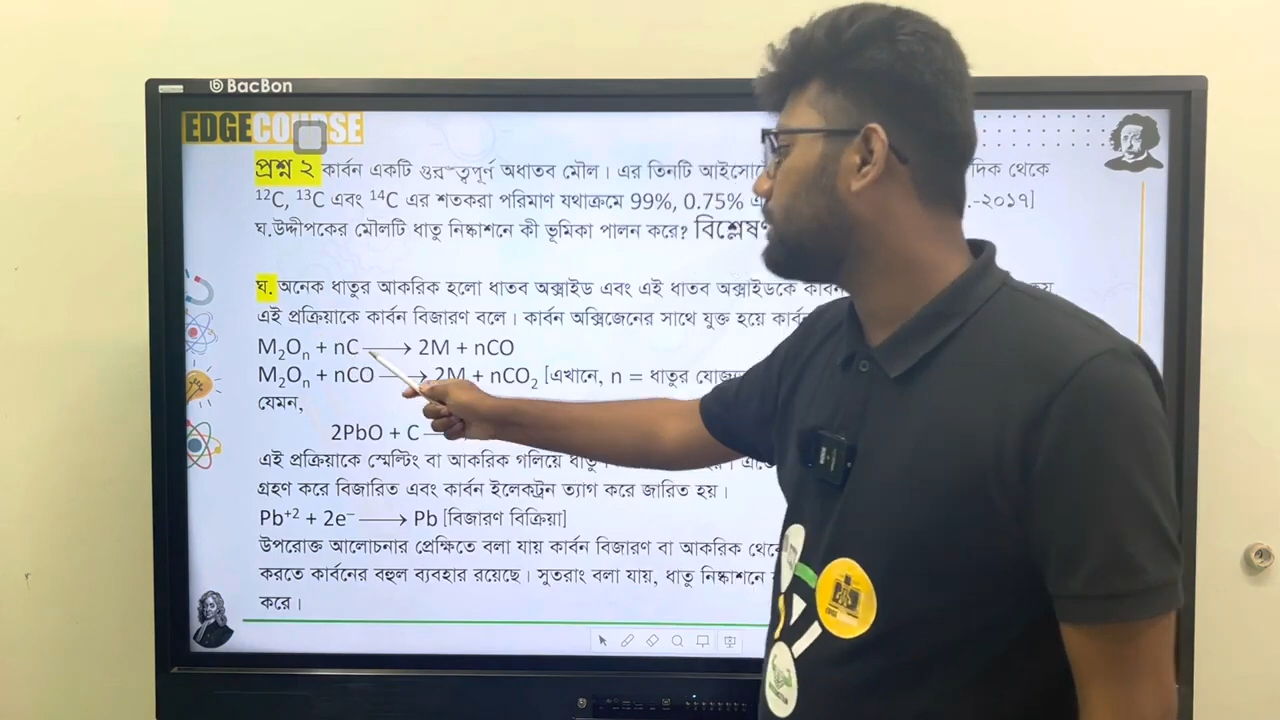 BacBon
EDGECOURSE
প্রশ্ন ২ কার্বন একটি গুরুত্বপূর্ণ অধাতব মৌল। এর তিনটি দিক থেকে
¹²C, ¹³C এবং ¹⁴C এর শতকরা পরিমাণ যথাক্রমে 99%, 0.75% -২০১৭]
ঘ.উদ্দীপকের মৌলটি ধাতু নিষ্কাশনে কী ভূমিকা পালন করে?
ঘ. অনেক ধাতুর আকরিক হলো ধাতব অক্সাইড এবং এই ধাতব অক্সাইডকে
এই প্রক্রিয়াকে কার্বন বিজারণ বলে। কার্বন অক্সিজেনের সাথে যুক্ত হয়ে
M₂Oₙ + nC ⟶ 2M + nCO
M₂Oₙ + nCO ⟶ 2M + nCO₂ [এখানে, n = ধাতুর
যেমন,
2PbO + C
এই প্রক্রিয়াকে স্মেল্টিং বা আকরিক গলিয়ে
গ্রহণ করে বিজারিত এবং কার্বন ইলেকট্রন ত্যাগ করে জারিত হয়।
Pb⁺² + 2e⁻ ⟶ Pb [বিজারণ বিক্রিয়া]
উপরোক্ত আলোচনার প্রেক্ষিতে বলা যায় কার্বন বিজারণ বা আকরিক
করতে কার্বনের বহুল ব্যবহার রয়েছে। সুতরাং বলা যায়, ধাতু নিষ্কাশনে
করে।